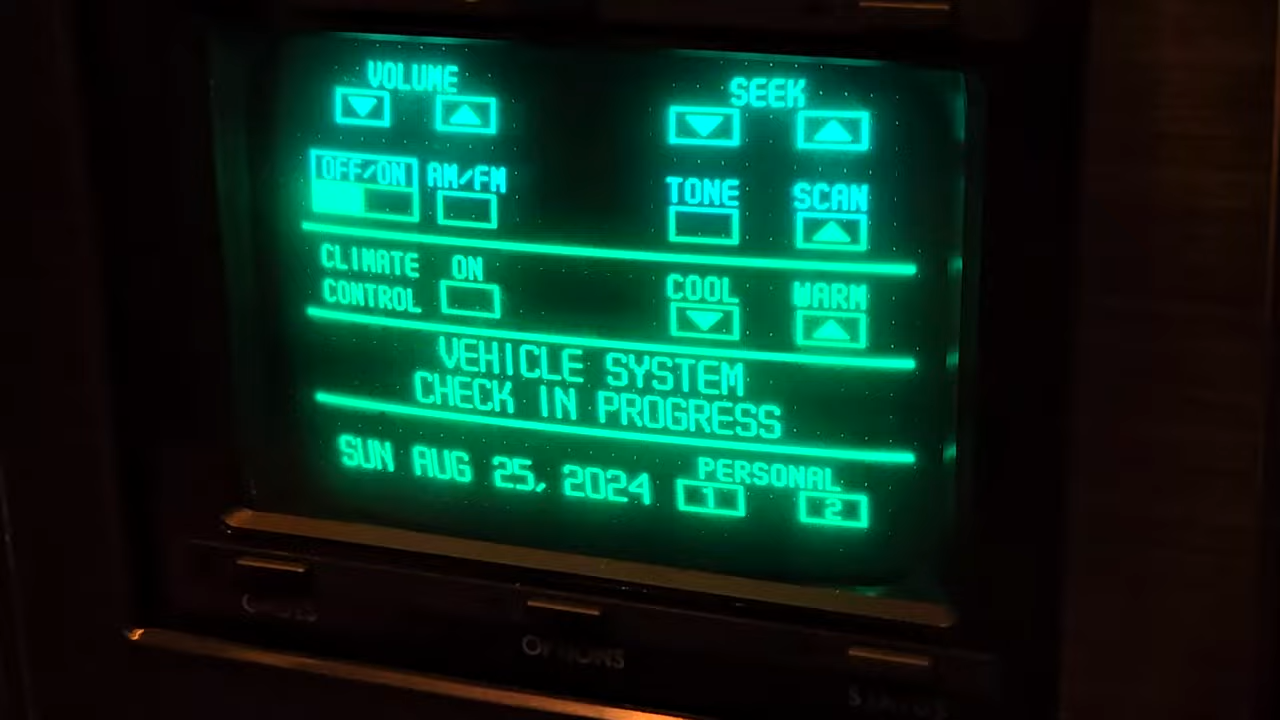 VOLUME
SEEK
OFF/ON AM/FM
TONE SCAN
CLIMATE
CONTROL
ON
COOL WARM
VEHICLE SYSTEM
CHECK IN PROGRESS
SUN AUG 25, 2024
PERSONAL
1 2
OPTIONS